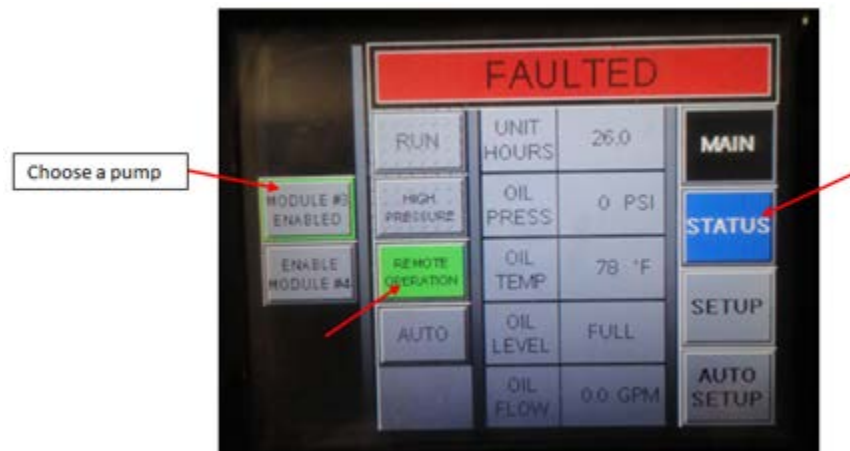 FAULTED
Choose a pump
MODULE #3
ENABLED
ENABLE
MODULE #4
RUN
HIGH
PRESSURE
REMOTE
OPERATION
AUTO
UNIT
HOURS
26.0
OIL
PRESS
0 PSI
OIL
TEMP
78 °F
OIL
LEVEL
FULL
OIL
FLOW
0.0 GPM
MAIN
STATUS
SETUP
AUTO
SETUP